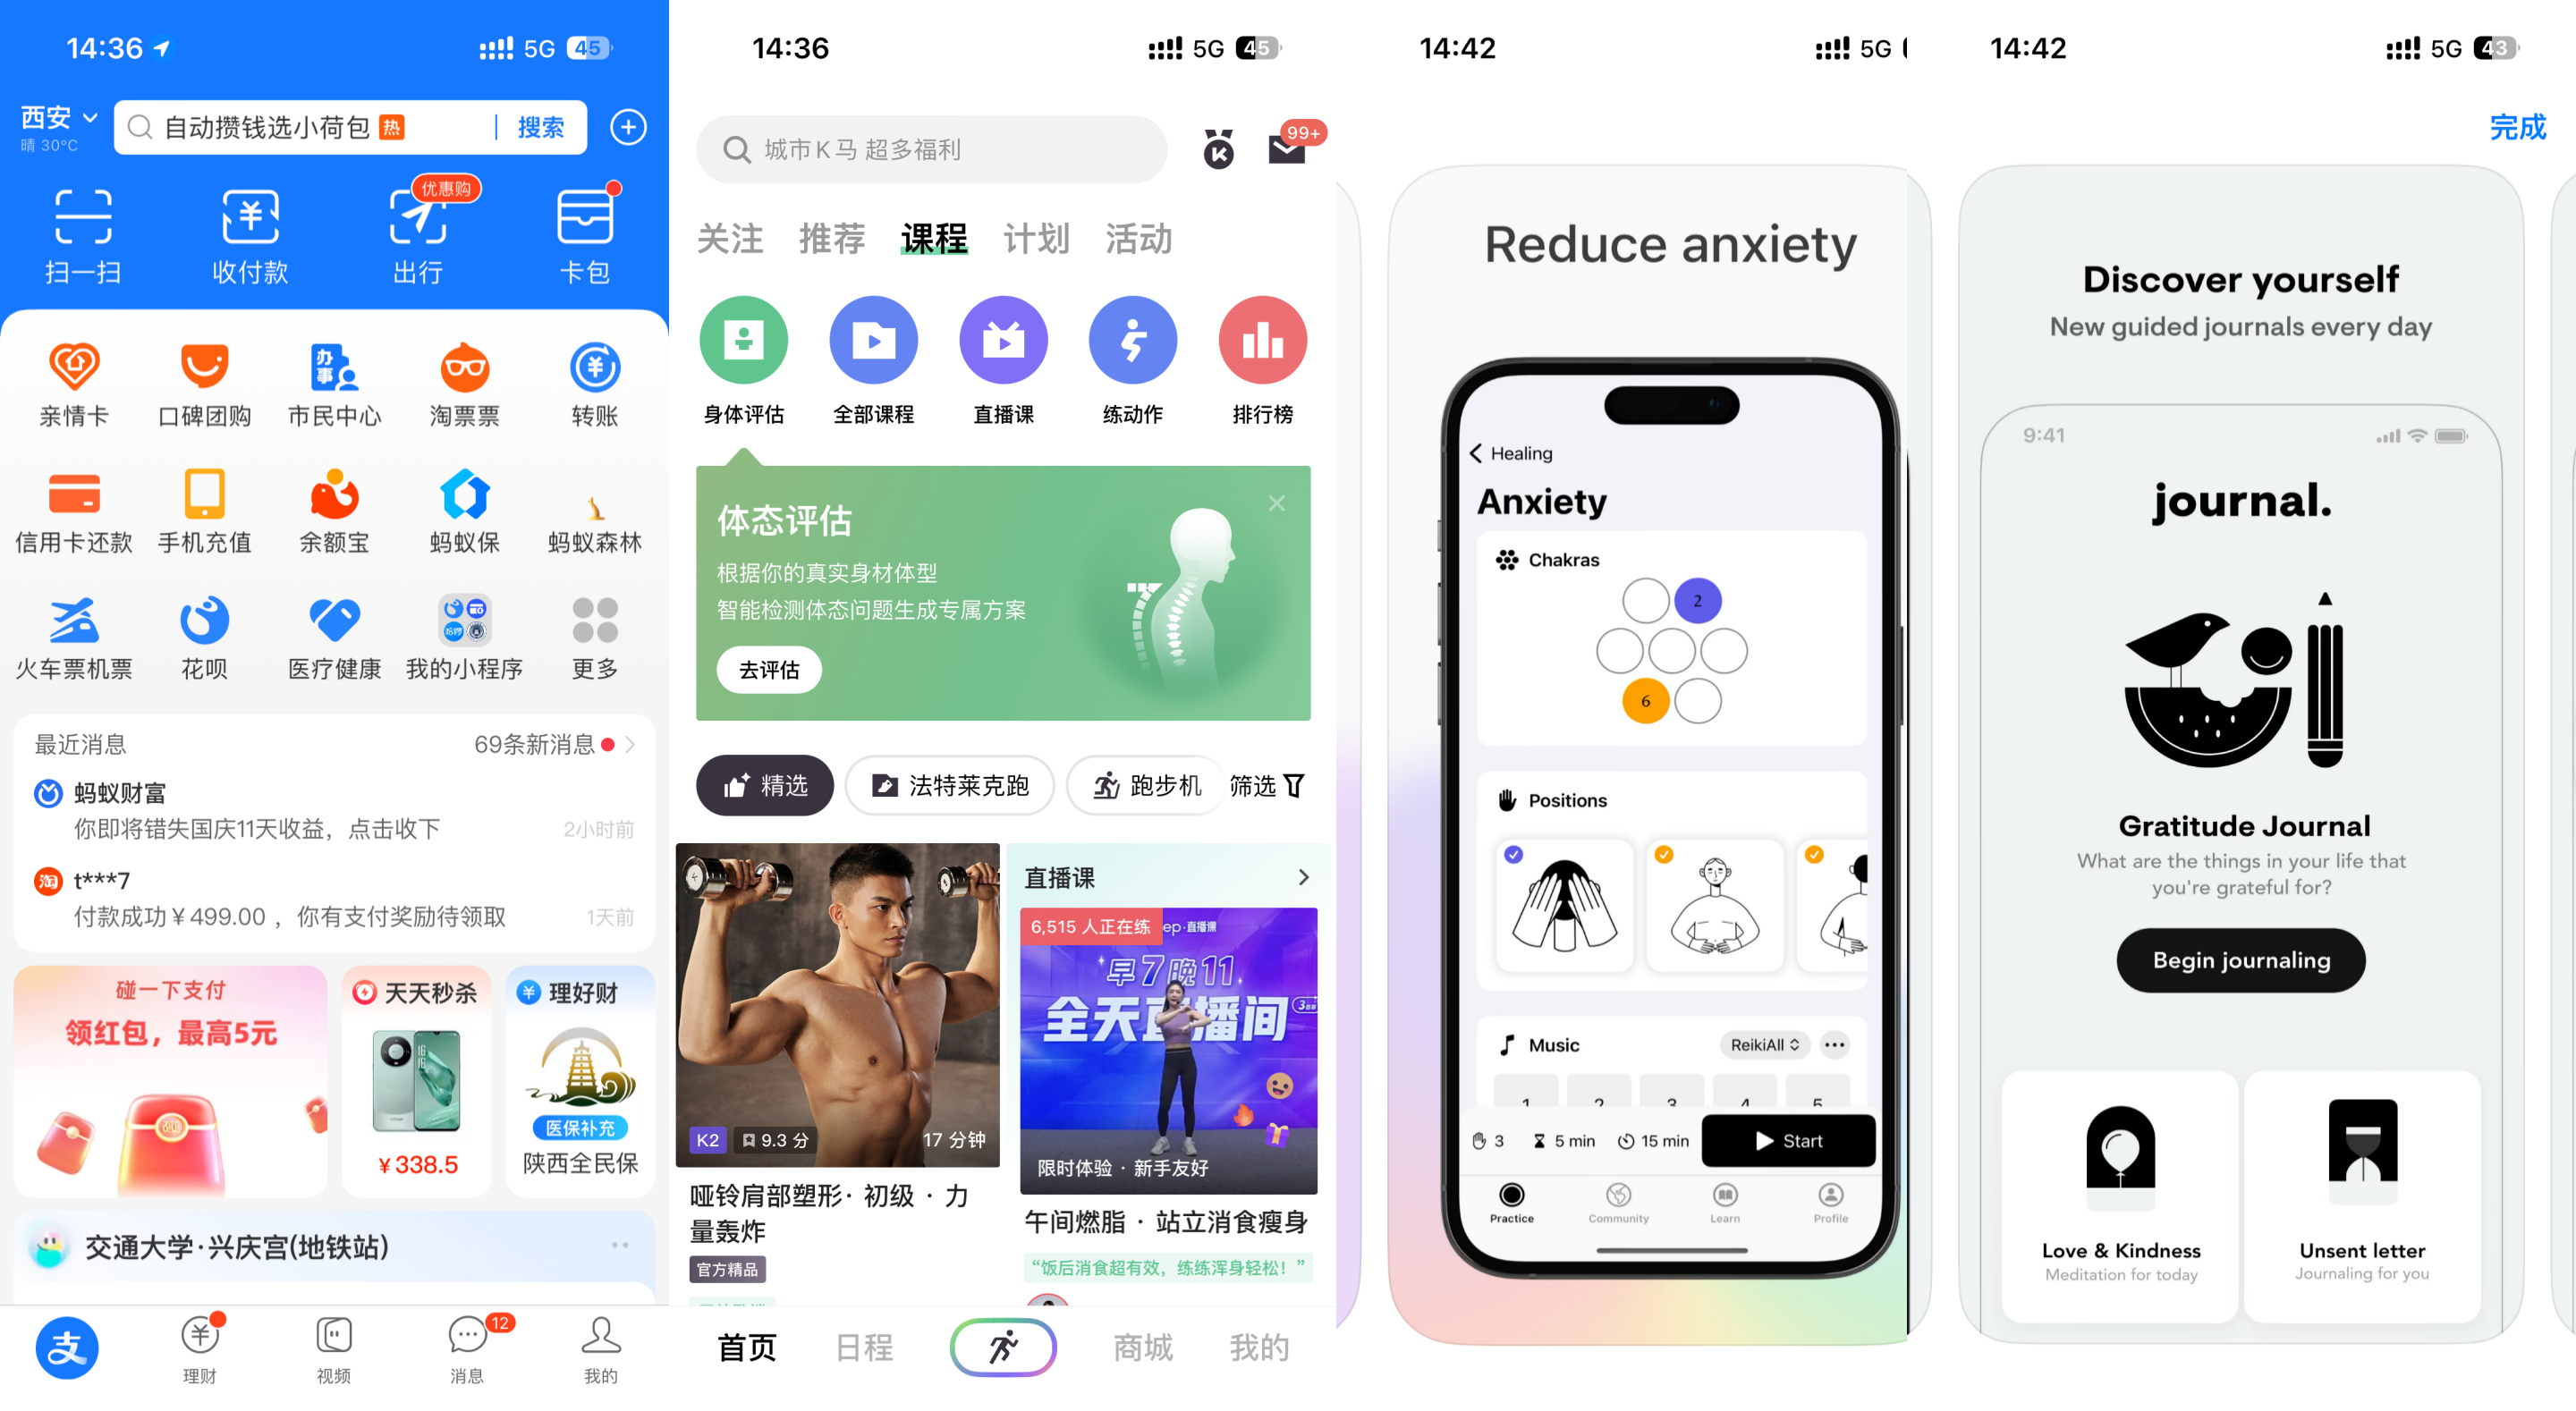 14:36
5G
45
西安
晴 30°C
自动攒钱选小荷包 热
搜索
扫一扫
收付款
优惠购
出行
卡包
亲情卡
口碑团购
办事
市民中心
淘票票
转账
信用卡还款
手机充值
余额宝
蚂蚁保
蚂蚁森林
火车票机票
花呗
医疗健康
我的小程序
更多
最近消息
69条新消息
蚂蚁财富
你即将错失国庆11天收益，点击收下
2小时前
淘 t***7
付款成功￥499.00 ，你有支付奖励待领取
1天前
碰一下支付
领红包，最高5元
天天秒杀
￥338.5
理好财
医保补充
陕西全民保
交通大学·兴庆宫(地铁站)
支
理财
视频
12
消息
我的
14:36
5G
45
城市K马 超多福利
K
99+
关注
推荐
课程
计划
活动
身体评估
全部课程
直播课
练动作
排行榜
体态评估
根据你的真实身材体型
智能检测体态问题生成专属方案
去评估
精选
法特莱克跑
跑步机
筛选
K2
9.3 分
17 分钟
哑铃肩部塑形· 初级 · 力
量轰炸
官方精品
直播课
6,515 人正在练
ep·直播课
早7晚11
全天直播间
限时体验 · 新手友好
午间燃脂 · 站立消食瘦身
“饭后消食超有效，练练浑身轻松！”
首页
日程
商城
我的
14:42
5G
Reduce anxiety
Healing
Anxiety
Chakras
2
6
Positions
Music
ReikiAll
1
2
3
4
5
3
5 min
15 min
Start
Practice
Community
Learn
Profile
14:42
5G
43
完成
Discover yourself
New guided journals every day
9:41
journal.
Gratitude Journal
What are the things in your life that
you're grateful for?
Begin journaling
Love & Kindness
Meditation for today
Unsent letter
Journaling for you